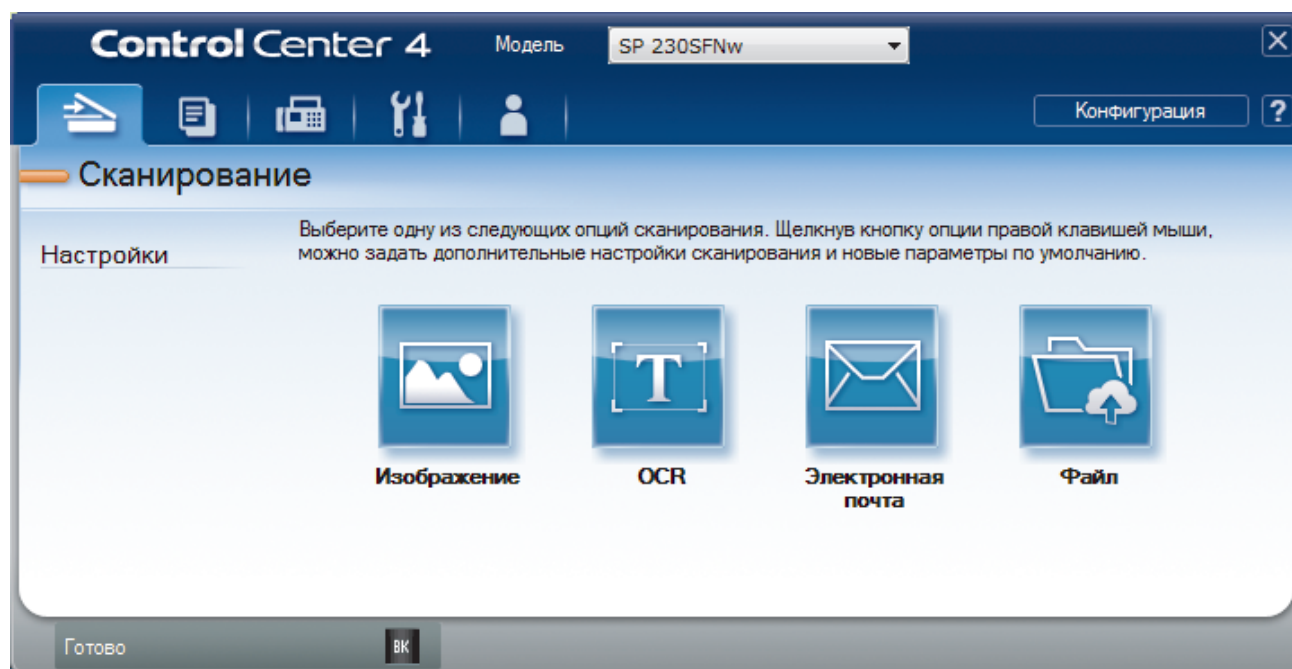 Control Center 4
Модель
SP 230SFNw
Конфигурация
?
Сканирование
Настройки
Выберите одну из следующих опций сканирования. Щелкнув кнопку опции правой клавишей мыши,
можно задать дополнительные настройки сканирования и новые параметры по умолчанию.
T
Изображение
OCR
Электронная
почта
Файл
Готово
BK